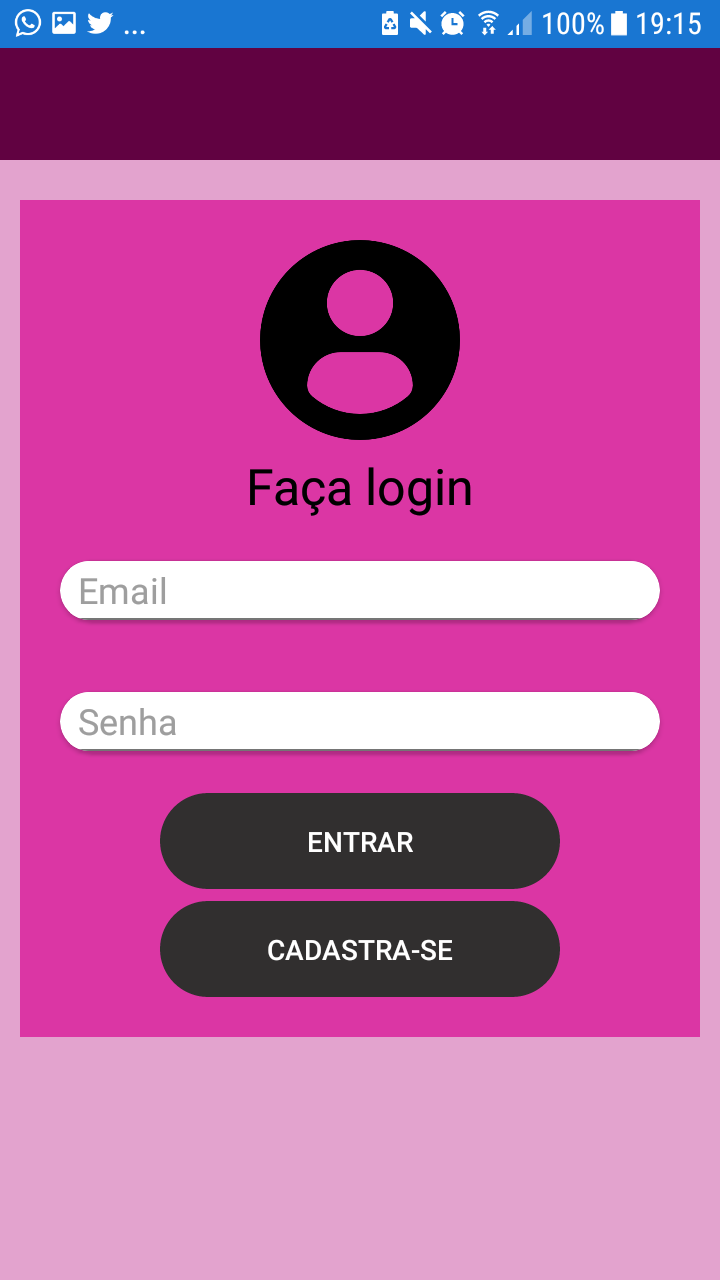 ... 100% 19:15
Faça login
Email
Senha
ENTRAR
CADASTRA-SE